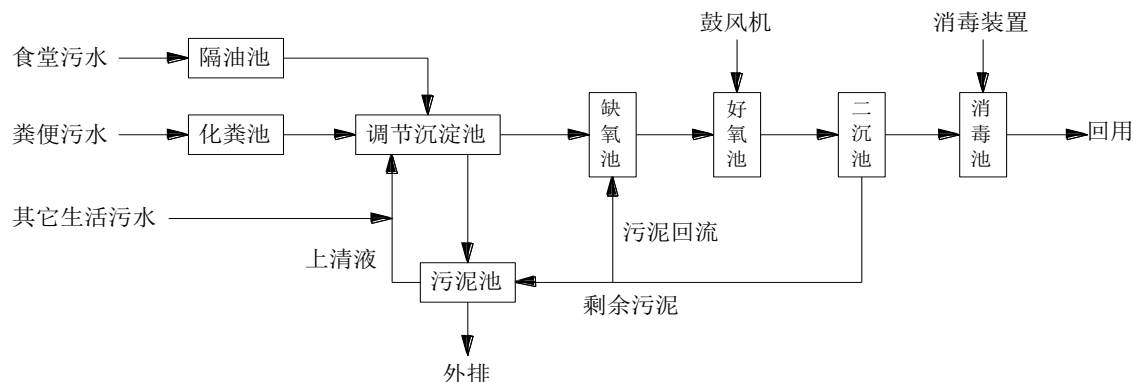 鼓风机
消毒装置
食堂污水
隔油池
粪便污水
化粪池
调节沉淀池
缺氧池
好氧池
二沉池
消毒池
回用
其它生活污水
污泥回流
上清液
污泥池
剩余污泥
外排